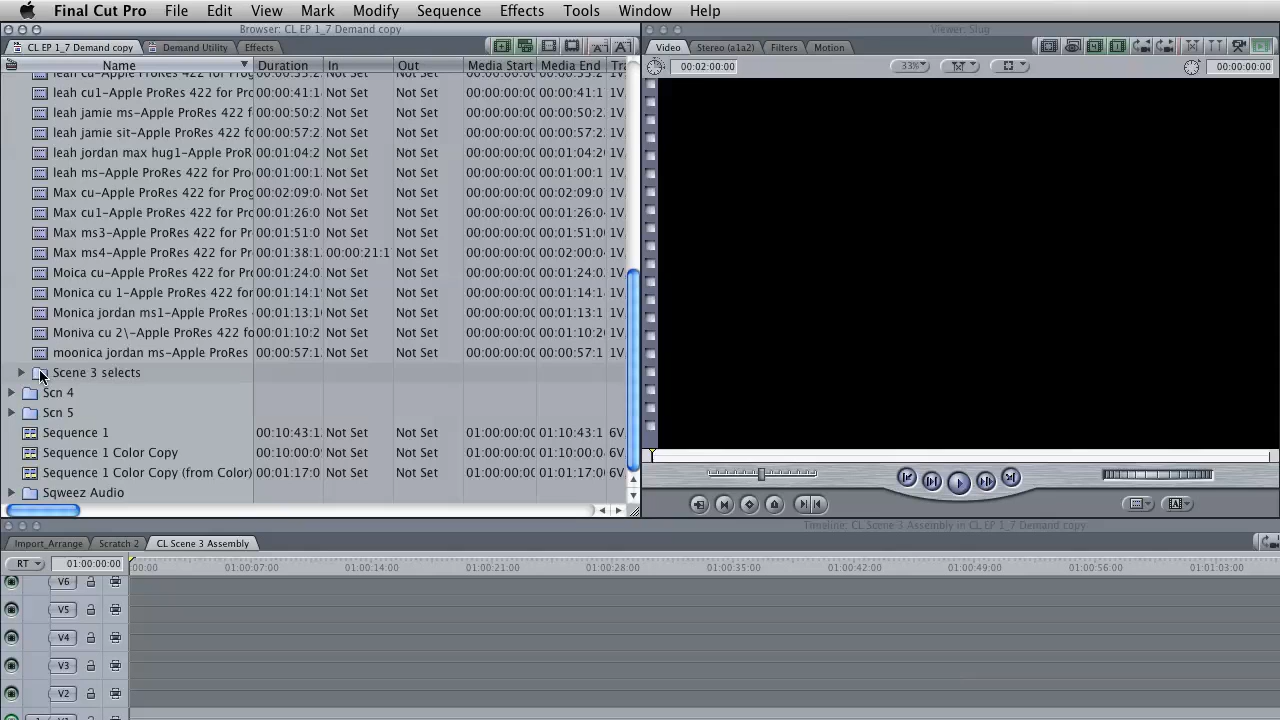 Final Cut Pro File Edit View Mark Modify Sequence Effects Tools Window Help
Browser: CL EP 1_7 Demand copy
Viewer: Slug
CL EP 1_7 Demand copy Demand Utility Effects
Video Stereo (a1a2) Filters Motion
Name Duration In Out Media Start Media End Tra
00:02:00:00 33% 00:00:00:00
leah cu1-Apple ProRes 422 for Pro 00:00:41:1 Not Set Not Set 00:00:00:00 00:00:41:1 1V
leah jamie ms-Apple ProRes 422 f 00:00:50:2 Not Set Not Set 00:00:00:00 00:00:50:2 1V
leah jamie sit-Apple ProRes 422 fo 00:00:57:2 Not Set Not Set 00:00:00:00 00:00:57:2 1V
leah jordan max hug1-Apple ProR 00:01:04:2 Not Set Not Set 00:00:00:00 00:01:04:2 1V
leah ms-Apple ProRes 422 for Pro 00:01:00:1 Not Set Not Set 00:00:00:00 00:01:00:1 1V
Max cu-Apple ProRes 422 for Prog 00:02:09:0 Not Set Not Set 00:00:00:00 00:02:09:0 1V
Max cu1-Apple ProRes 422 for Pr 00:01:26:0 Not Set Not Set 00:00:00:00 00:01:26:0 1V
Max ms3-Apple ProRes 422 for Pr 00:01:51:0 Not Set Not Set 00:00:00:00 00:01:51:0 1V
Max ms4-Apple ProRes 422 for Pr 00:01:38:1 00:00:21:1 Not Set 00:00:00:00 00:02:00:0 1V
Moica cu-Apple ProRes 422 for Pr 00:01:24:0 Not Set Not Set 00:00:00:00 00:01:24:0 1V
Monica cu 1-Apple ProRes 422 for 00:01:14:1 Not Set Not Set 00:00:00:00 00:01:14:1 1V
Monica jordan ms1-Apple ProRes 00:01:13:1 Not Set Not Set 00:00:00:00 00:01:13:1 1V
Moniva cu 2\-Apple ProRes 422 fo 00:01:10:2 Not Set Not Set 00:00:00:00 00:01:10:2 1V
moonica jordan ms-Apple ProRes 00:00:57:1 Not Set Not Set 00:00:00:00 00:00:57:1 1V
Scene 3 selects
Scn 4
Scn 5
Sequence 1 00:10:43:1 Not Set Not Set 01:00:00:00 01:10:43:1 6V
Sequence 1 Color Copy 00:10:00:0 Not Set Not Set 01:00:00:00 01:10:00:0 6V
Sequence 1 Color Copy (from Color) 00:01:17:0 Not Set Not Set 01:00:00:00 01:01:17:0 6V
Sqweez Audio
Timeline: CL Scene 3 Assembly in CL EP 1_7 Demand copy
Import_Arrange Scratch 2 CL Scene 3 Assembly
RT 01:00:00:00 00:00 01:00:07:00 01:00:14:00 01:00:21:00 01:00:28:00 01:00:35:00 01:00:42:00 01:00:49:00 01:00:56:00 01:01:03:00
V6
V5
V4
V3
V2